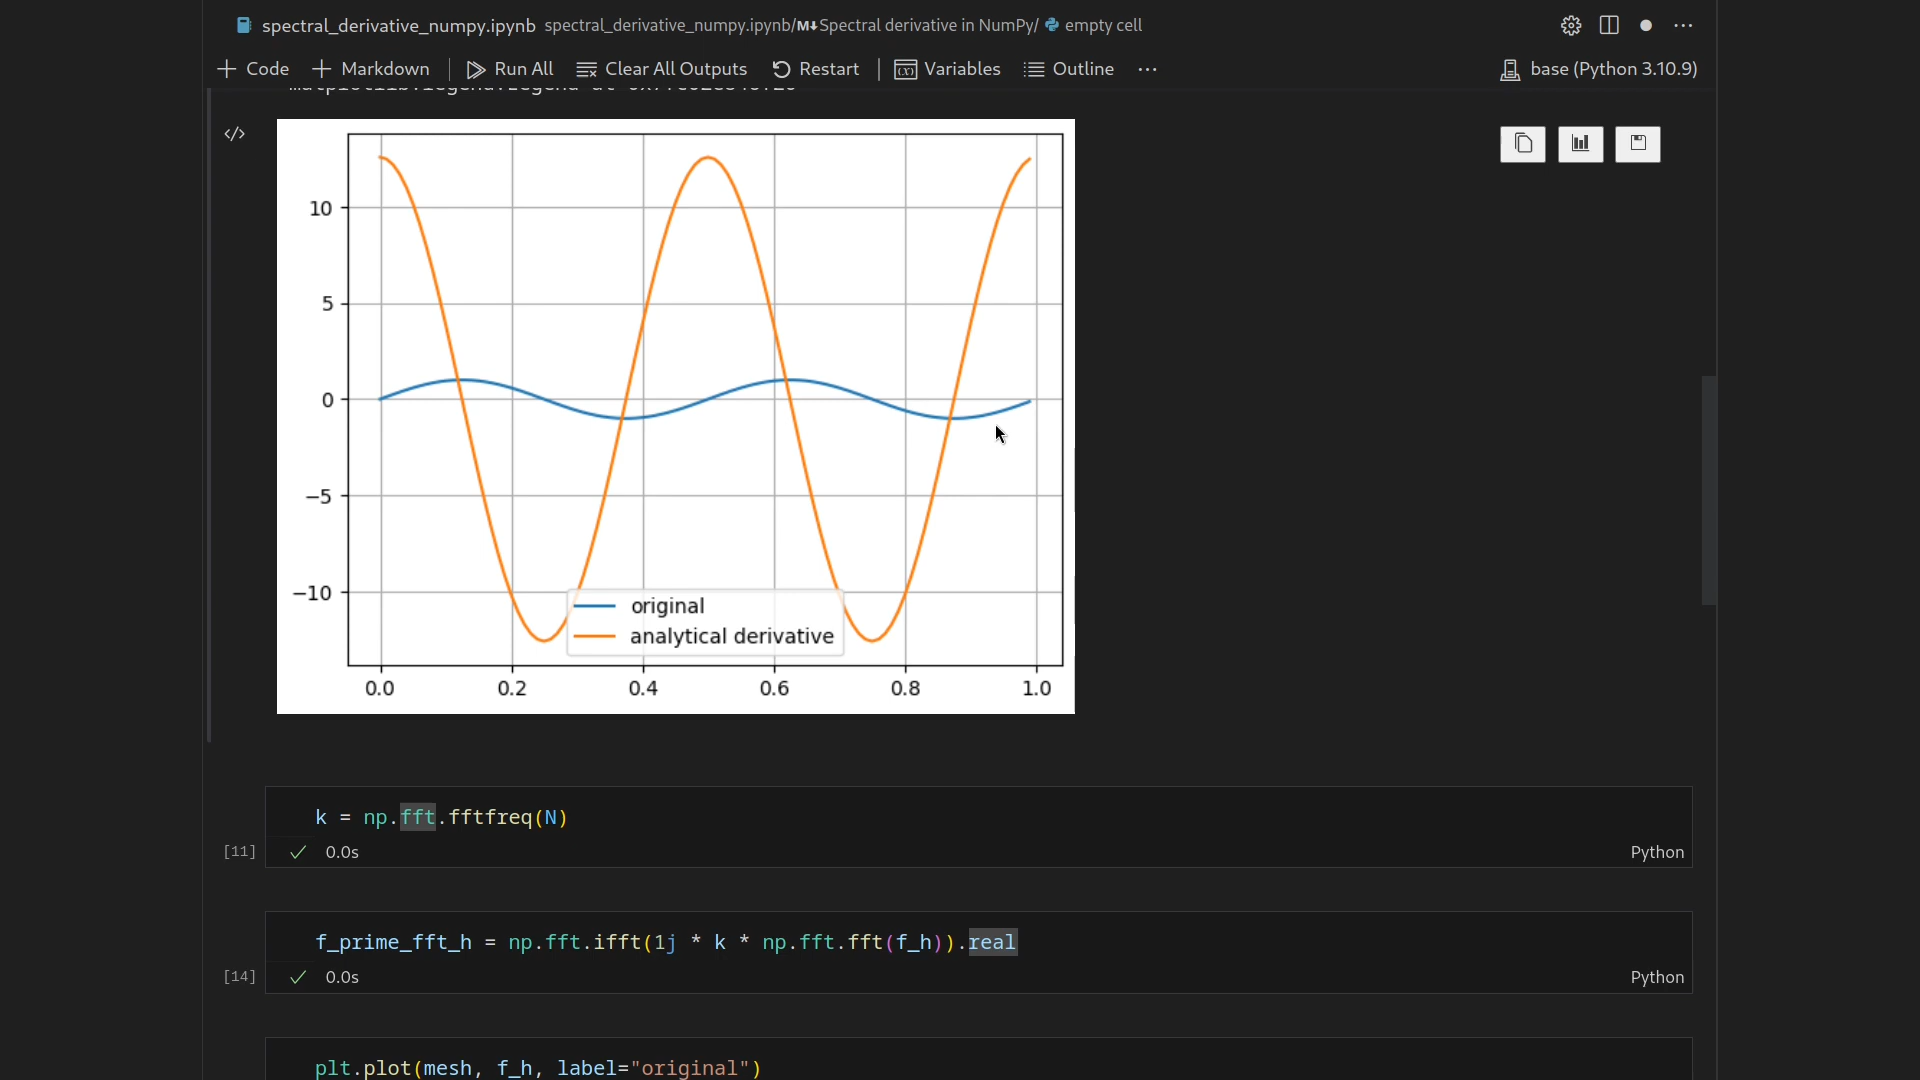 spectral_derivative_numpy.ipynb spectral_derivative_numpy.ipynb/M↓Spectral derivative in NumPy/ empty cell
+ Code + Markdown Run All Clear All Outputs Restart (x) Variables Outline ··· base (Python 3.10.9)
</>
10
5
0
−5
−10
original
analytical derivative
0.0 0.2 0.4 0.6 0.8 1.0
k = np.fft.fftfreq(N)
[11] ✓ 0.0s Python
f_prime_fft_h = np.fft.ifft(1j * k * np.fft.fft(f_h)).real
[14] ✓ 0.0s Python
plt.plot(mesh, f_h, label="original")